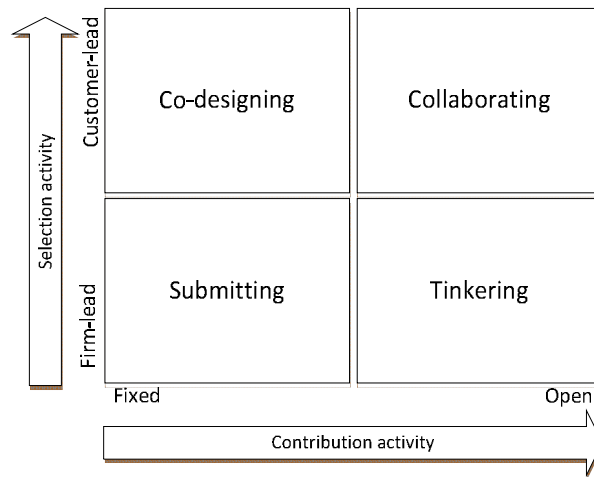 Customer-lead
Co-designing
Collaborating
Selection activity
Submitting
Tinkering
Firm-lead
Fixed
Open
Contribution activity